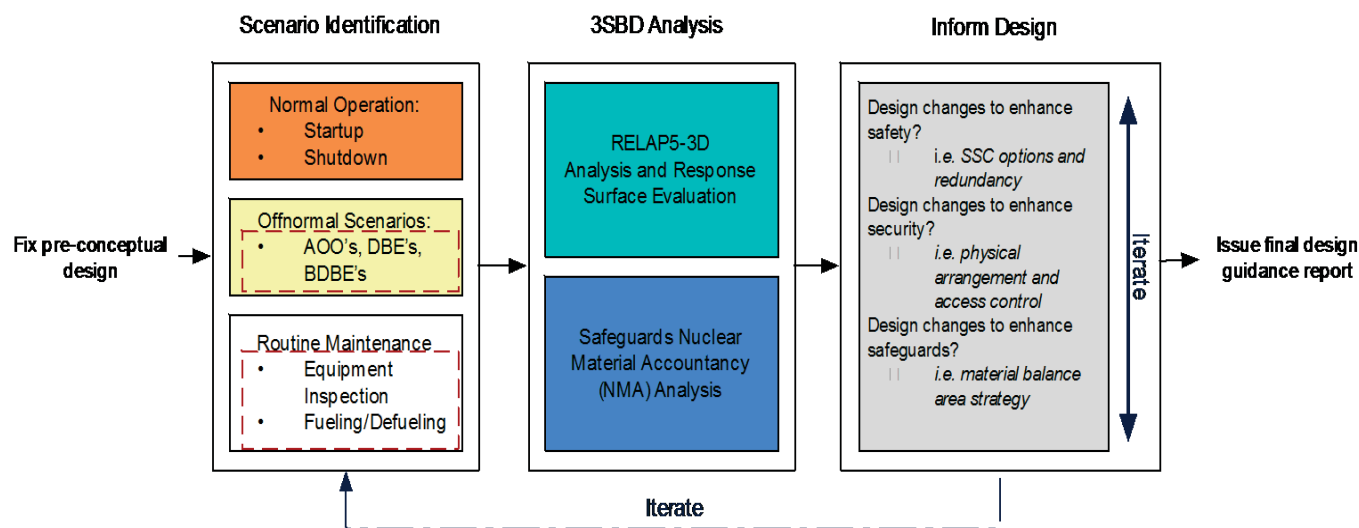 Scenario Identification
3SBD Analysis
Inform Design
Fix pre-conceptual
design
Normal Operation:
• Startup
• Shutdown
Offnormal Scenarios:
• AOO's, DBE's,
BDBE's
Routine Maintenance
• Equipment
Inspection
• Fueling/Defueling
RELAP5-3D
Analysis and Response
Surface Evaluation
Safeguards Nuclear
Material Accountancy
(NMA) Analysis
Design changes to enhance
safety?
i.e. SSC options and
redundancy
Design changes to enhance
security?
i.e. physical
arrangement and
access control
Design changes to enhance
safeguards?
i.e. material balance
area strategy
Iterate
Issue final design
guidance report
Iterate